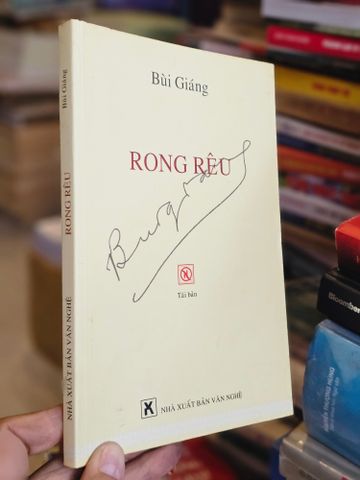 Bùi Giáng
RONG RÊU
Tái bản
NHÀ XUẤT BẢN VĂN NGHỆ
Bùi Giáng
RONG RÊU
NHÀ XUẤT BẢN VĂN NGHỆ